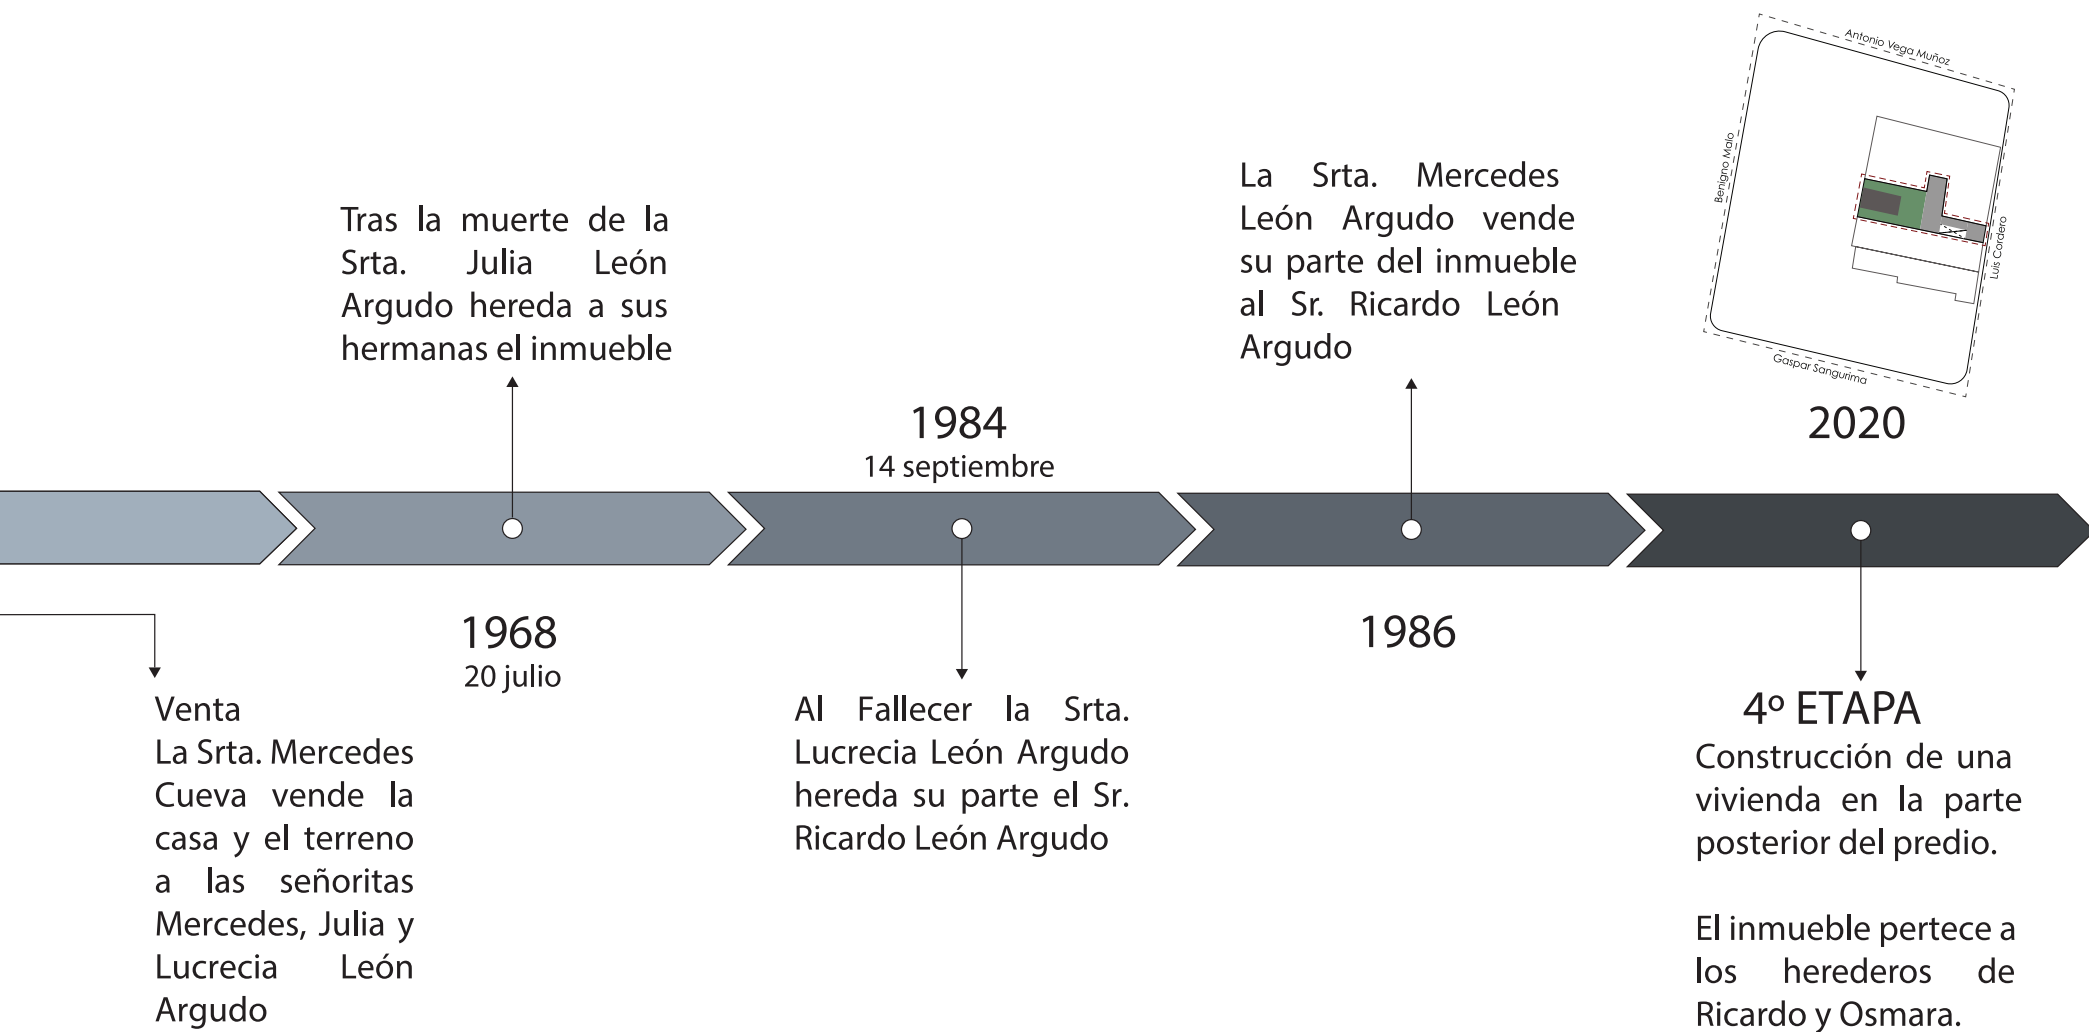 Venta
La Srta. Mercedes
Cueva vende la
casa y el terreno
a las señoritas
Mercedes, Julia y
Lucrecia León
Argudo
Tras la muerte de la
Srta. Julia León
Argudo hereda a sus
hermanas el inmueble
1968
20 julio
1984
14 septiembre
Al Fallecer la Srta.
Lucrecia León Argudo
hereda su parte el Sr.
Ricardo León Argudo
La Srta. Mercedes
León Argudo vende
su parte del inmueble
al Sr. Ricardo León
Argudo
1986
Antonio Vega Muñoz
Benigno Malo
Luis Cordero
Gaspar Sangurima
2020
4º ETAPA
Construcción de una
vivienda en la parte
posterior del predio.
El inmueble pertece a
los herederos de
Ricardo y Osmara.